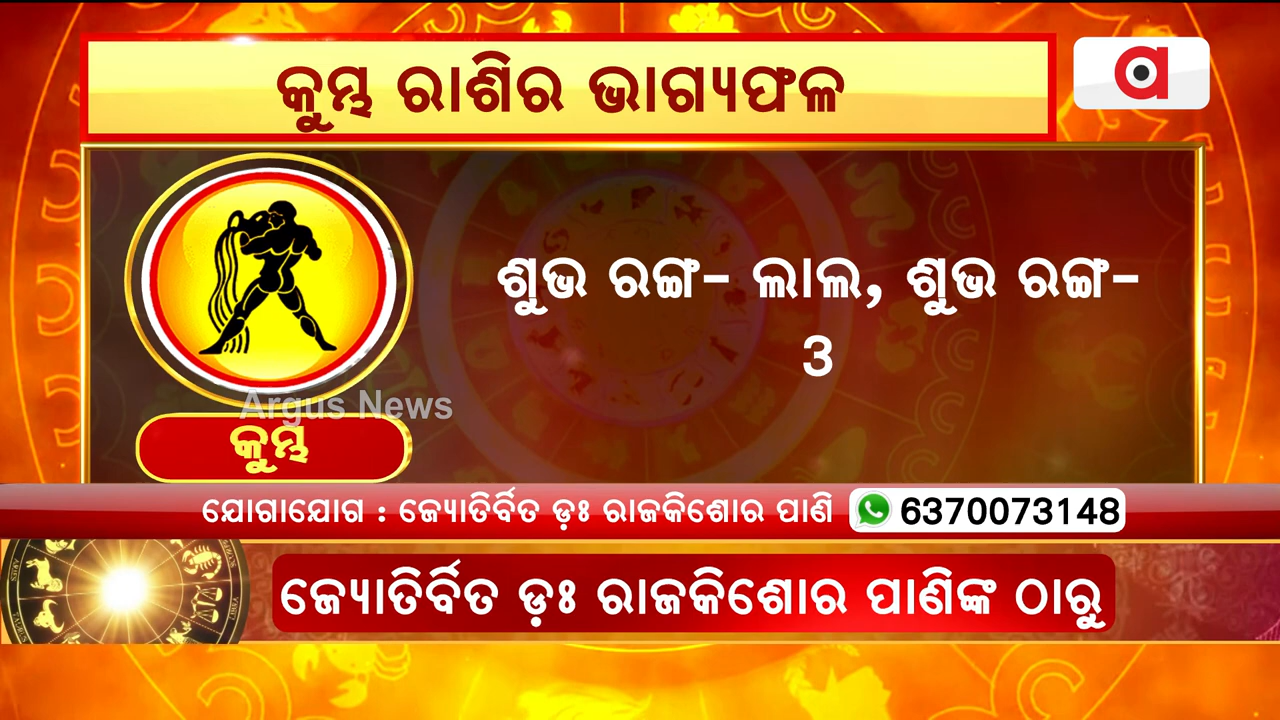 କୁମ୍ଭ ରାଶିର ଭାଗ୍ୟଫଳ
a
ଶୁଭ ରଙ୍ଗ- ଲାଲ, ଶୁଭ ରଙ୍ଗ-
3
Argus News
କୁମ୍ଭ
ଯୋଗାଯୋଗ : ଜ୍ୟୋତିର୍ବିତ ଡ଼ଃ ରାଜକିଶୋର ପାଣି 6370073148
ଜ୍ୟୋତିର୍ବିତ ଡ଼ଃ ରାଜକିଶୋର ପାଣିଙ୍କ ଠାରୁ